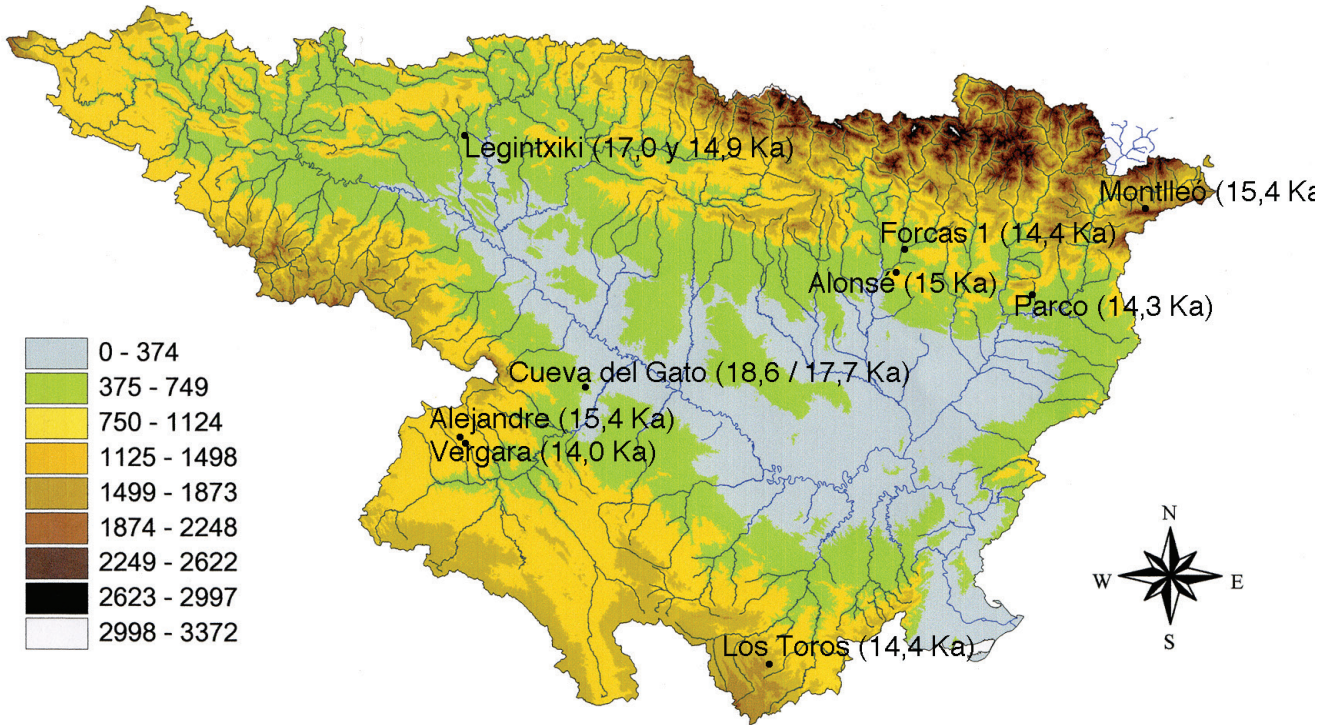 Legintxiki (17,0 y 14,9 Ka)
Montlleó (15,4 Ka
Forcas 1 (14,4 Ka)
Alonsé (15 Ka)
Parco (14,3 Ka)
0 - 374
375 - 749
750 - 1124
1125 - 1498
1499 - 1873
1874 - 2248
2249 - 2622
2623 - 2997
2998 - 3372
Cueva del Gato (18,6 / 17,7 Ka)
Alejandre (15,4 Ka)
Vergara (14,0 Ka)
N
W
E
S
Los Toros (14,4 Ka)